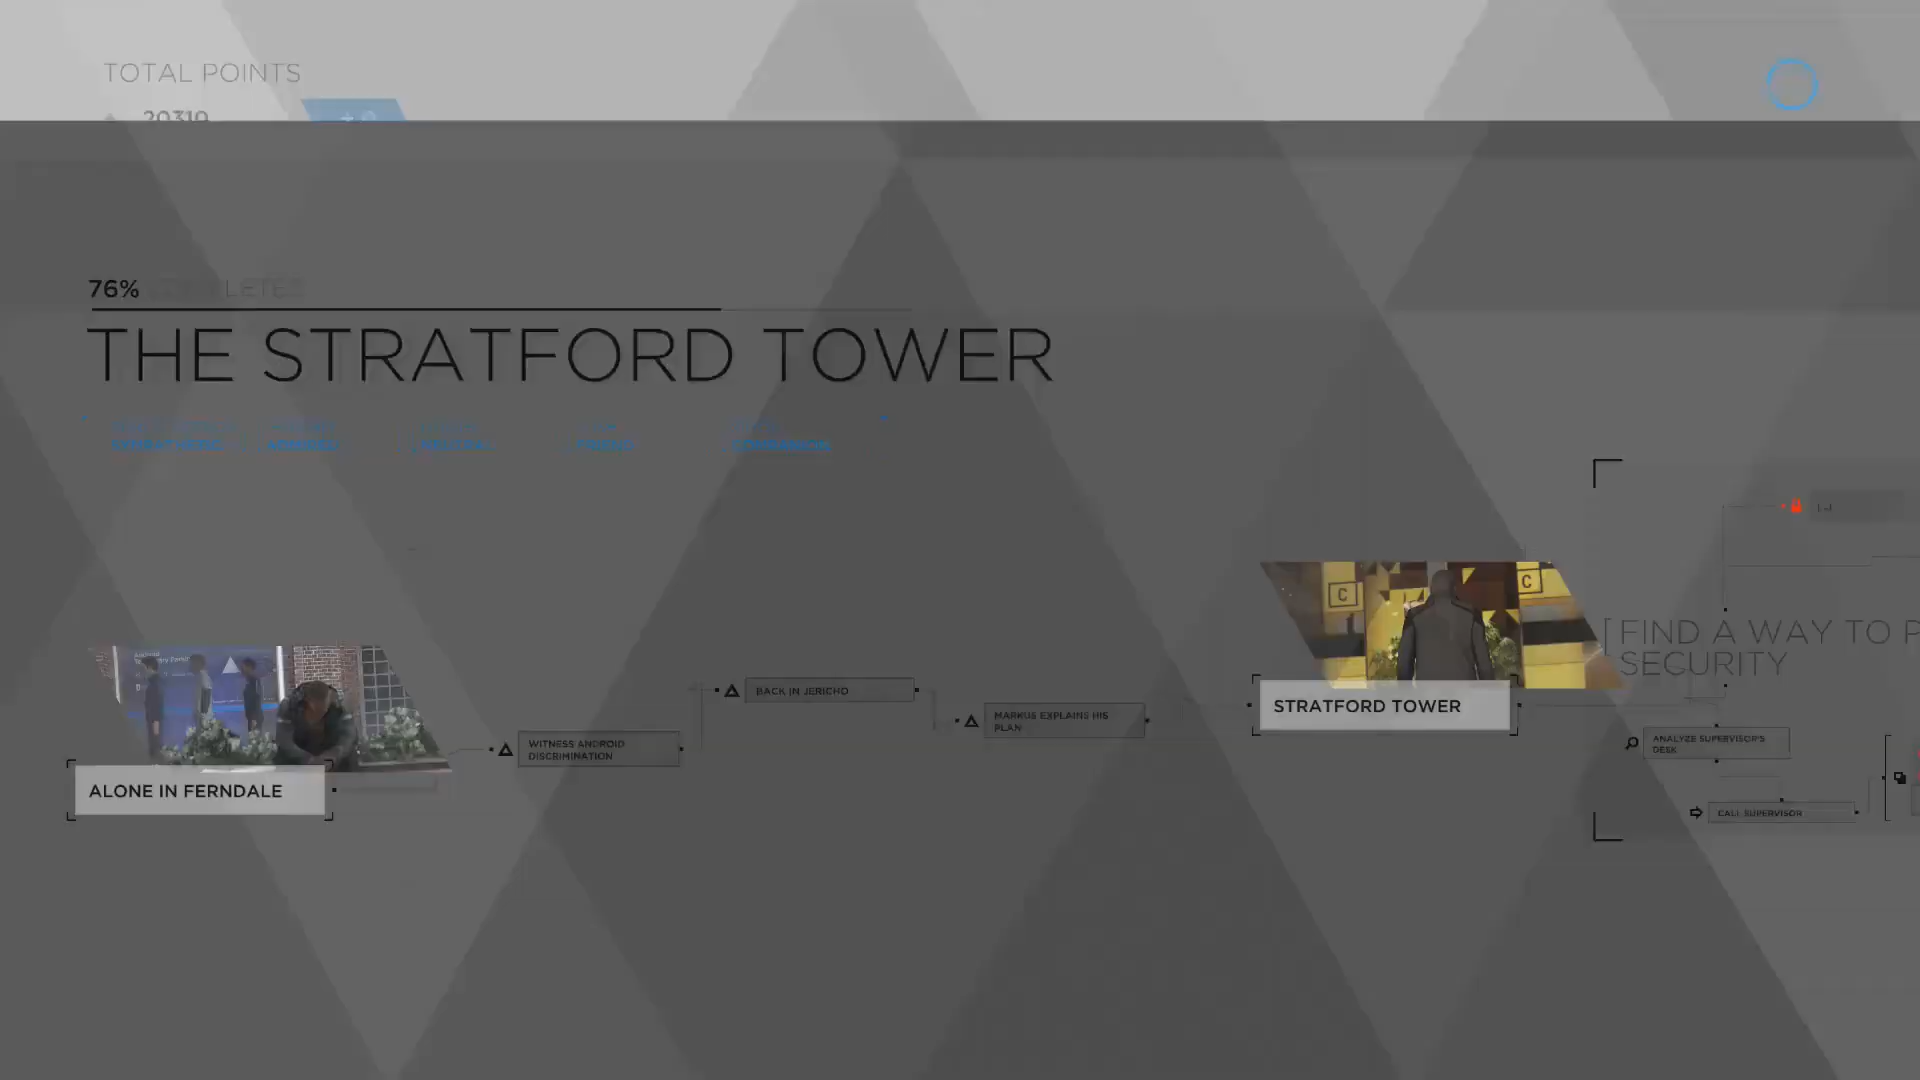 TOTAL POINTS
20310
76%
THE STRATFORD TOWER
FIND A WAY TO P
SECURITY
BACK IN JERICHO
STRATFORD TOWER
MARKUS EXPLAINS HIS
PLAN
WITNESS ANDROID
DISCRIMINATION
ANALYZE SUPERVISOR'S
DESK
ALONE IN FERNDALE
CALL SUPERVISOR
C
C